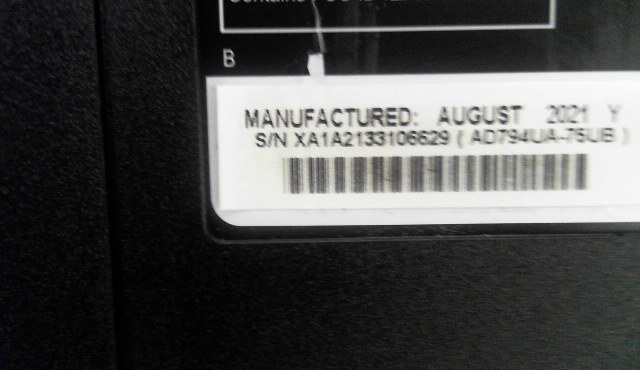 B
MANUFACTURED: AUGUST 2021 Y
S/N XA1A2133106629 ( AD794UA-75UB )